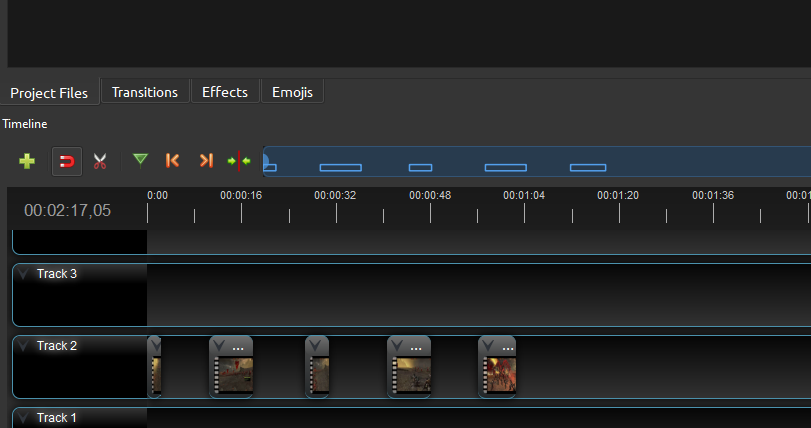 Project Files Transitions Effects Emojis
Timeline
0:00 00:00:16 00:00:32 00:00:48 00:01:04 00:01:20 00:01:36
00:02:17,05
Track 3
Track 2 ... ... ...
Track 1